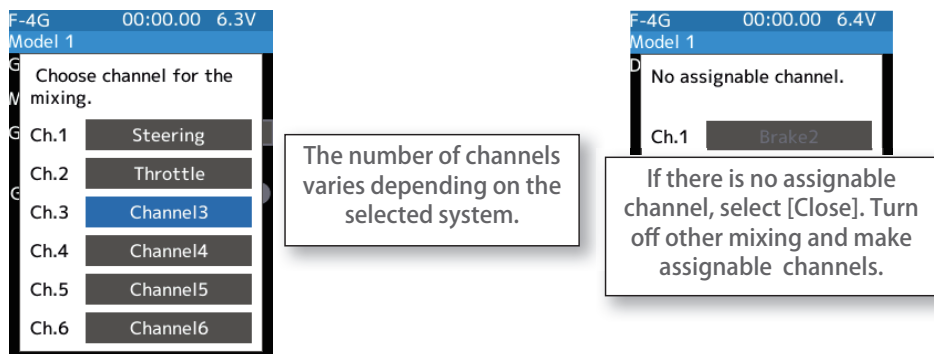 F-4G 00:00.00 6.3V
Model 1
G
Choose channel for the
M
mixing.
G
Ch.1 Steering
Ch.2 Throttle
G
Ch.3 Channel3
Ch.4 Channel4
Ch.5 Channel5
Ch.6 Channel6
The number of channels
varies depending on the
selected system.
F-4G 00:00.00 6.4V
Model 1
D
No assignable channel.
Ch.1 Brake2
If there is no assignable
channel, select [Close]. Turn
off other mixing and make
assignable channels.